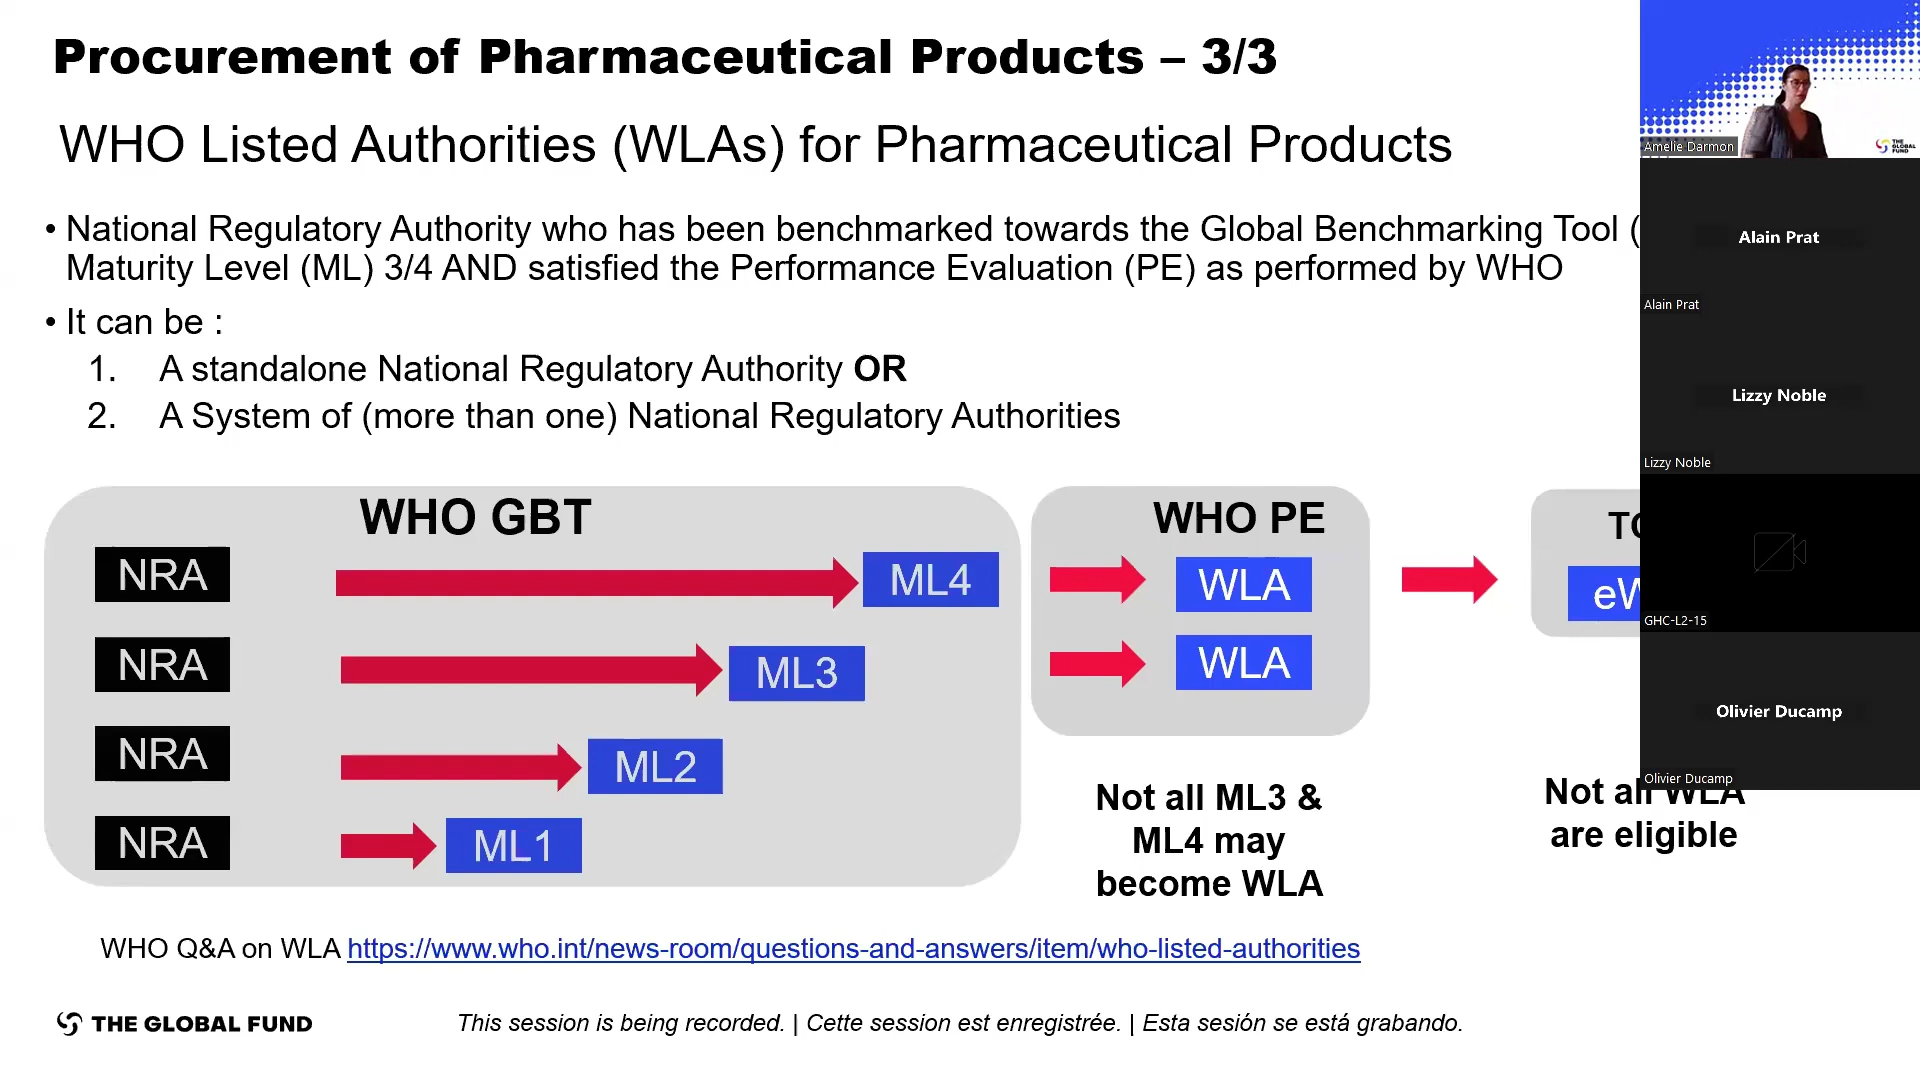 Procurement of Pharmaceutical Products – 3/3
WHO Listed Authorities (WLAs) for Pharmaceutical Products
• National Regulatory Authority who has been benchmarked towards the Global Benchmarking Tool (
Maturity Level (ML) 3/4 AND satisfied the Performance Evaluation (PE) as performed by WHO
• It can be :
1. A standalone National Regulatory Authority OR
2. A System of (more than one) National Regulatory Authorities
WHO GBT
NRA
ML4
NRA
ML3
NRA
ML2
NRA
ML1
WHO PE
WLA
WLA
Not all ML3 &
ML4 may
become WLA
Not all WLA
are eligible
WHO Q&A on WLA https://www.who.int/news-room/questions-and-answers/item/who-listed-authorities
THE GLOBAL FUND
This session is being recorded. | Cette session est enregistrée. | Esta sesión se está grabando.
Amelie Darmon
THE GLOBAL
FUND
Alain Prat
Alain Prat
Lizzy Noble
Lizzy Noble
GHC-L2-15
Olivier Ducamp
Olivier Ducamp